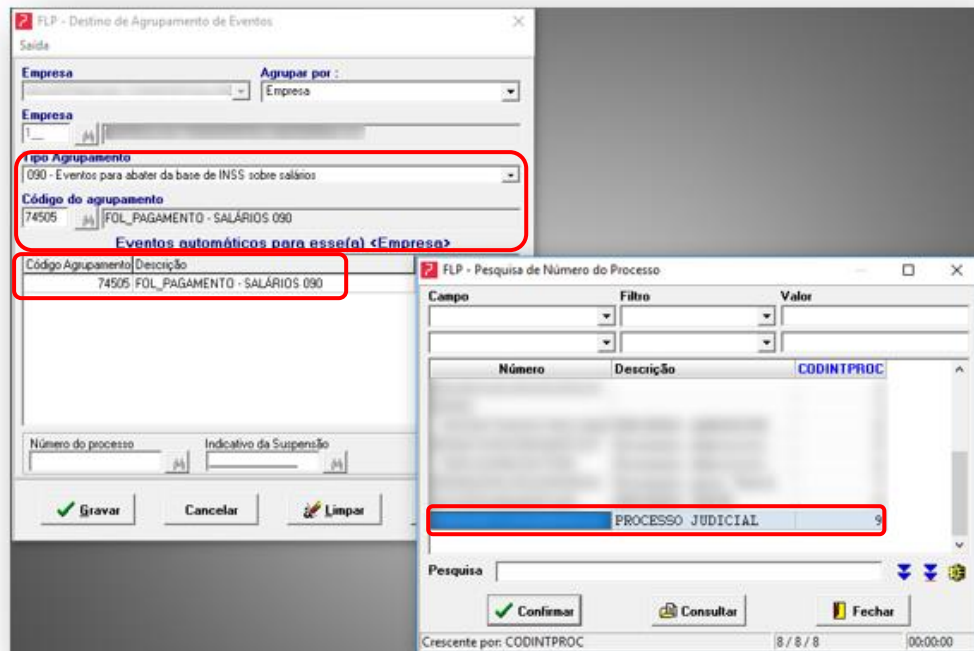 FLP - Destino de Agrupamento de Eventos
Saída
Empresa Agrupar por :
Empresa
Empresa
1__
Tipo Agrupamento
090 - Eventos para abater da base de INSS sobre salários
Código do agrupamento
74505 FOL_PAGAMENTO - SALÁRIOS 090
Eventos automáticos para esse(a) <Empresa>
Código Agrupamento Descrição
74505 FOL_PAGAMENTO - SALÁRIOS 090
Número do processo Indicativo da Suspensão
Gravar Cancelar Limpar
FLP - Pesquisa de Número do Processo
Campo Filtro Valor
Número Descrição CODINTPROC
PROCESSO JUDICIAL 9
Pesquisa
Confirmar Consultar Fechar
Crescente por: CODINTPROC 8 / 8 / 8 00:00:00